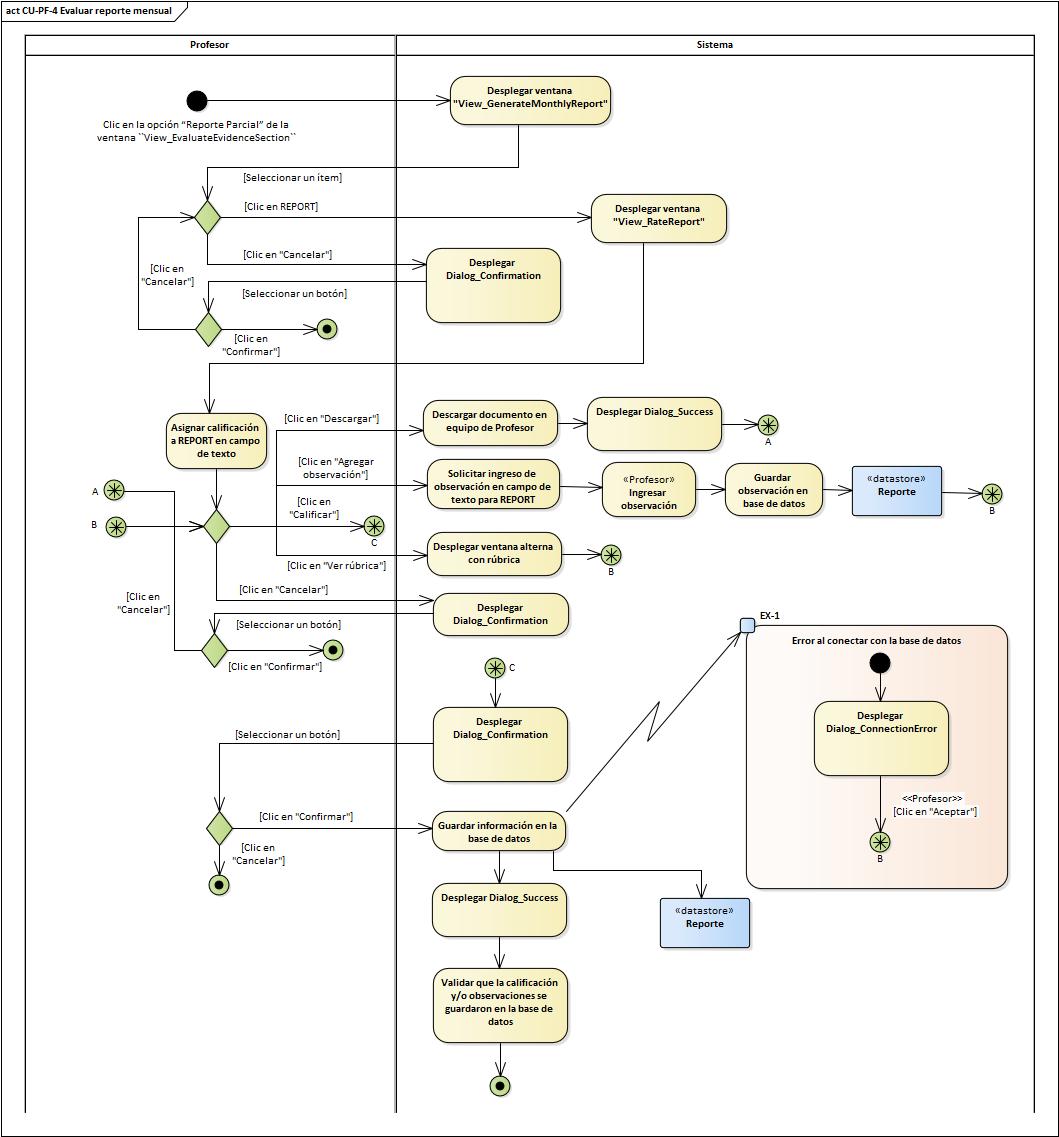 act CU-PF-4 Evaluar reporte mensual
Profesor
Sistema
Desplegar ventana
"View_GenerateMonthlyReport"
Clic en la opción “Reporte Parcial” de la
ventana ``View_EvaluateEvidenceSection``
[Seleccionar un ítem]
[Clic en REPORT]
Desplegar ventana
"View_RateReport"
[Clic en "Cancelar"]
Desplegar
Dialog_Confirmation
[Clic en
"Cancelar"]
[Seleccionar un botón]
[Clic en
"Confirmar"]
Asignar calificación
a REPORT en campo
de texto
[Clic en "Descargar"]
Descargar documento en
equipo de Profesor
Desplegar Dialog_Success
A
[Clic en "Agregar
observación"]
Solicitar ingreso de
observación en campo de
texto para REPORT
«Profesor»
Ingresar
observación
Guardar
observación en
base de datos
«datastore»
Reporte
B
A
B
[Clic en
"Calificar"]
C
[Clic en "Ver rúbrica"]
Desplegar ventana alterna
con rúbrica
B
[Clic en
"Cancelar"]
[Clic en "Cancelar"]
Desplegar
Dialog_Confirmation
[Seleccionar un botón]
[Clic en "Confirmar"]
EX-1
Error al conectar con la base de datos
Desplegar
Dialog_ConnectionError
<<Profesor>>
[Clic en "Aceptar"]
B
C
Desplegar
Dialog_Confirmation
[Seleccionar un botón]
[Clic en "Confirmar"]
Guardar información en la
base de datos
[Clic en
"Cancelar"]
Desplegar Dialog_Success
«datastore»
Reporte
Validar que la calificación
y/o observaciones se
guardaron en la base de
datos